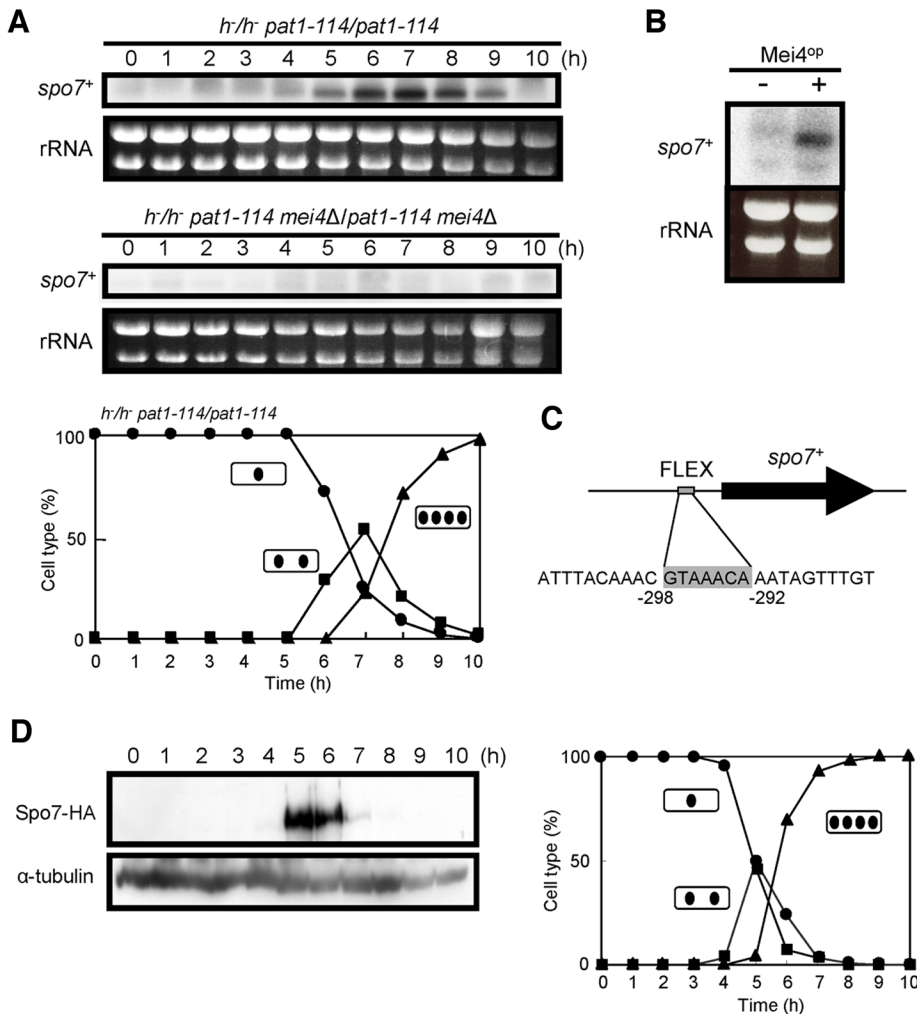 A
h⁻/h⁻ pat1-114/pat1-114
0 1 2 3 4 5 6 7 8 9 10 (h)
spo7⁺
rRNA
h⁻/h⁻ pat1-114 mei4Δ/pat1-114 mei4Δ
0 1 2 3 4 5 6 7 8 9 10 (h)
spo7⁺
rRNA
h⁻/h⁻ pat1-114/pat1-114
100
50
0
Cell type (%)
0 1 2 3 4 5 6 7 8 9 10
Time (h)
B
Mei4ᵒᵖ
- +
spo7⁺
rRNA
C
FLEX
spo7⁺
ATTTACAAAC GTAAACA AATAGTTTGT
-298 -292
D
0 1 2 3 4 5 6 7 8 9 10 (h)
Spo7-HA
α-tubulin
100
50
0
Cell type (%)
0 1 2 3 4 5 6 7 8 9 10
Time (h)